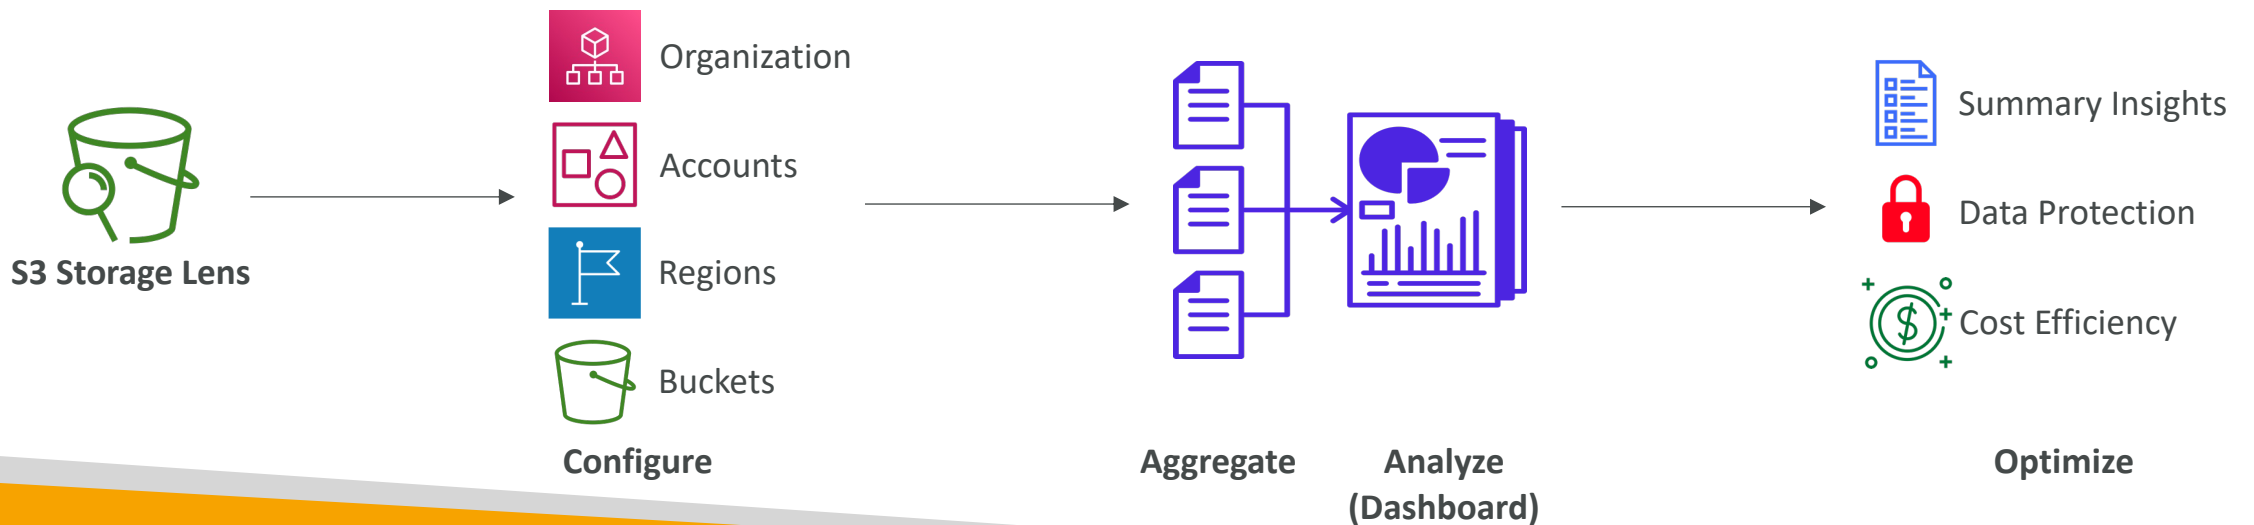 S3 Storage Lens
Organization
Accounts
Regions
Buckets
Configure
Aggregate
Analyze
(Dashboard)
Summary Insights
Data Protection
Cost Efficiency
Optimize